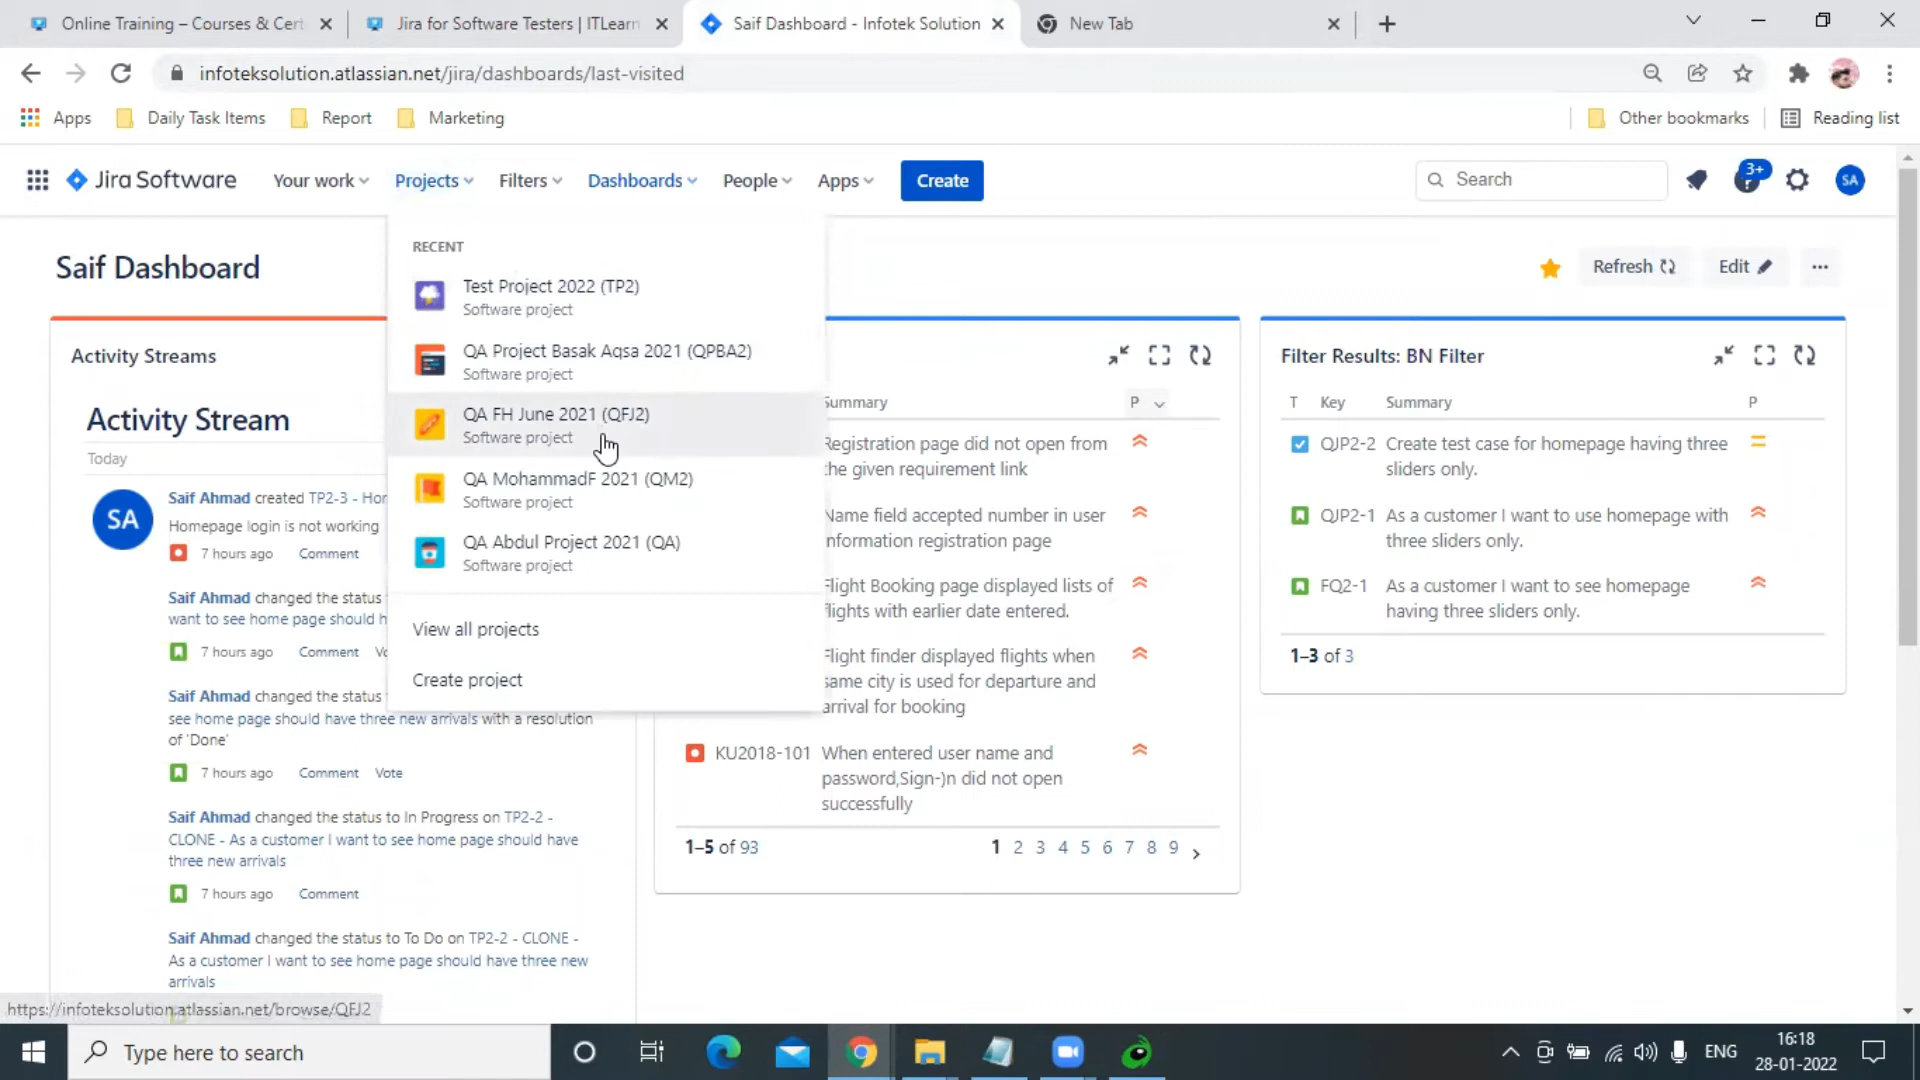 Online Training – Courses & Cert
Jira for Software Testers | ITLearn
Saif Dashboard - Infotek Solution
New Tab
infoteksolution.atlassian.net/jira/dashboards/last-visited
Apps
Daily Task Items
Report
Marketing
Other bookmarks
Reading list
Jira Software
Your work
Projects
Filters
Dashboards
People
Apps
Create
Search
3+
SA
Saif Dashboard
Refresh
Edit
RECENT
Test Project 2022 (TP2)
Software project
QA Project Basak Aqsa 2021 (QPBA2)
Software project
QA FH June 2021 (QFJ2)
Software project
QA MohammadF 2021 (QM2)
Software project
QA Abdul Project 2021 (QA)
Software project
View all projects
Create project
Activity Streams
Activity Stream
Today
SA
Saif Ahmad created TP2-3 - Hor
Homepage login is not working
7 hours ago Comment
Saif Ahmad changed the status
want to see home page should h
7 hours ago Comment Vo
Saif Ahmad changed the status
see home page should have three new arrivals with a resolution
of 'Done'
7 hours ago Comment Vote
Saif Ahmad changed the status to In Progress on TP2-2 -
CLONE - As a customer I want to see home page should have
three new arrivals
7 hours ago Comment
Saif Ahmad changed the status to To Do on TP2-2 - CLONE -
As a customer I want to see home page should have three new
arrivals
https://infoteksolution.atlassian.net/browse/QFJ2
Summary P
Registration page did not open from
the given requirement link
Name field accepted number in user
information registration page
Flight Booking page displayed lists of
flights with earlier date entered.
Flight finder displayed flights when
same city is used for departure and
arrival for booking
KU2018-101 When entered user name and
password,Sign-)n did not open
successfully
1–5 of 93
1 2 3 4 5 6 7 8 9
Filter Results: BN Filter
T Key Summary P
QJP2-2 Create test case for homepage having three
sliders only.
QJP2-1 As a customer I want to use homepage with
three sliders only.
FQ2-1 As a customer I want to see homepage
having three sliders only.
1–3 of 3
Type here to search
ENG
16:18
28-01-2022